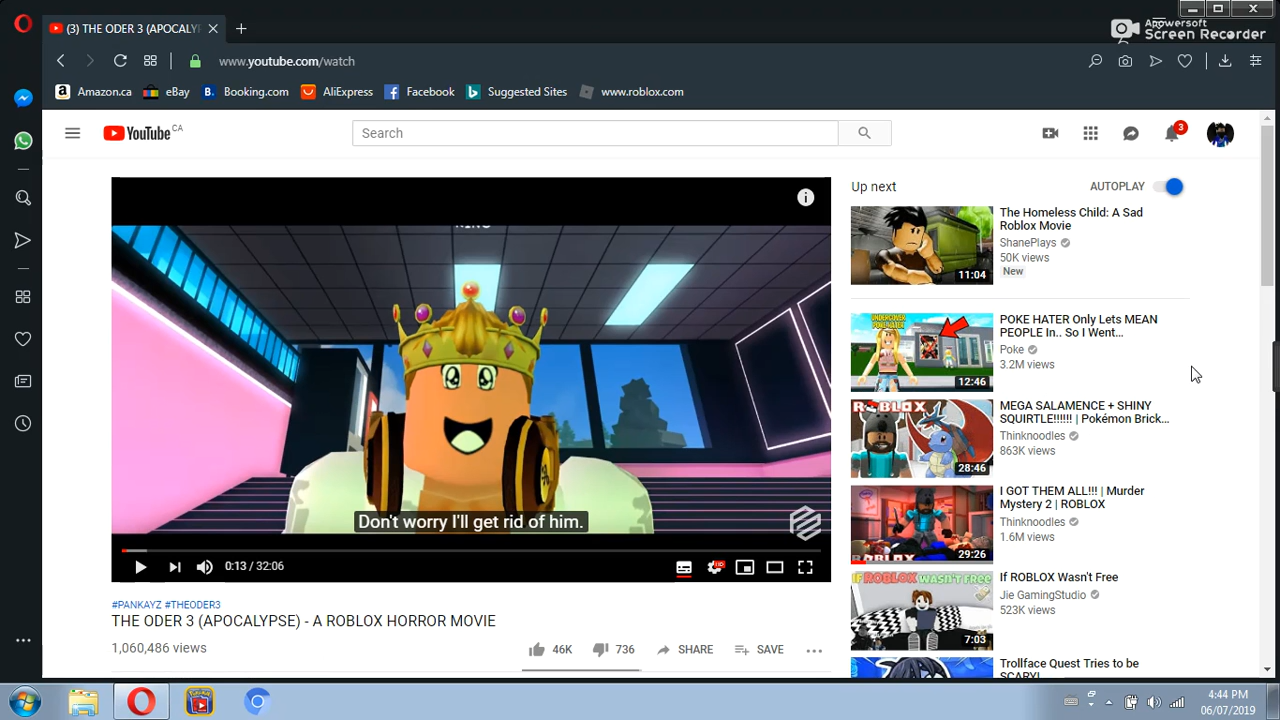 (3) THE ODER 3 (APOCALY
Apowersoft
Screen Recorder
www.youtube.com/watch
Amazon.ca
eBay
B. Booking.com
AliExpress
Facebook
Suggested Sites
www.roblox.com
YouTube CA
Search
3
Up next
AUTOPLAY
The Homeless Child: A Sad
Roblox Movie
ShanePlays
50K views
New
11:04
UNDERCOVER
POKE HATER
POKE HATER Only Lets MEAN
PEOPLE In.. So I Went...
Poke
3.2M views
12:46
ROBLOX
MEGA SALAMENCE + SHINY
SQUIRTLE!!!!!! | Pokémon Brick...
Thinknoodles
863K views
28:46
I GOT THEM ALL!!! | Murder
Mystery 2 | ROBLOX
Thinknoodles
1.6M views
29:26
ROBLOX
IF ROBLOX WASN'T FREE
If ROBLOX Wasn't Free
Jie GamingStudio
523K views
7:03
Trollface Quest Tries to be
SCARY!
Don't worry I'll get rid of him.
0:13 / 32:06
HD
#PANKAYZ #THEODER3
THE ODER 3 (APOCALYPSE) - A ROBLOX HORROR MOVIE
1,060,486 views
46K
736
SHARE
SAVE
4:44 PM
06/07/2019